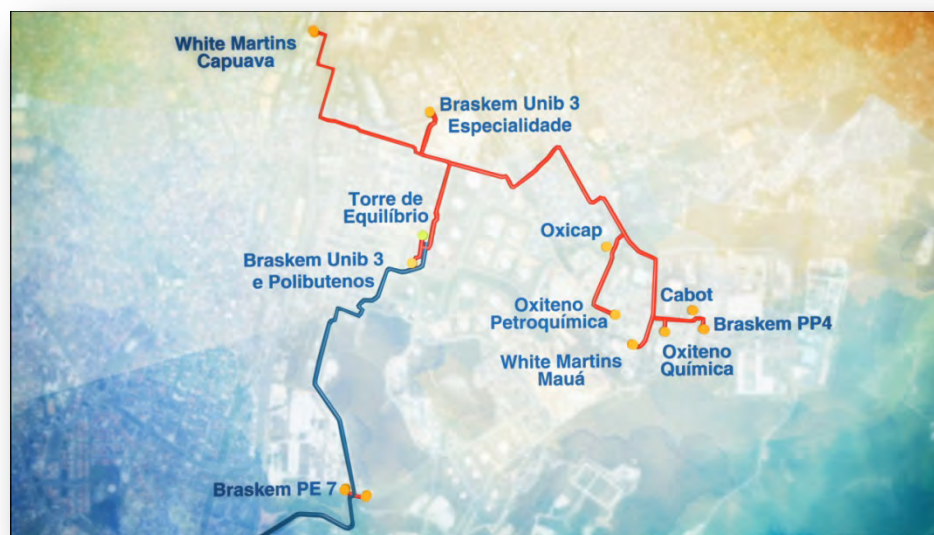 White Martins
Capuava
Braskem Unib 3
Especialidade
Torre de
Equilíbrio
Braskem Unib 3
e Polibutenos
Oxicap
Oxiteno
Petroquímica
Cabot
Braskem PP4
White Martins
Mauá
Oxiteno
Química
Braskem PE 7